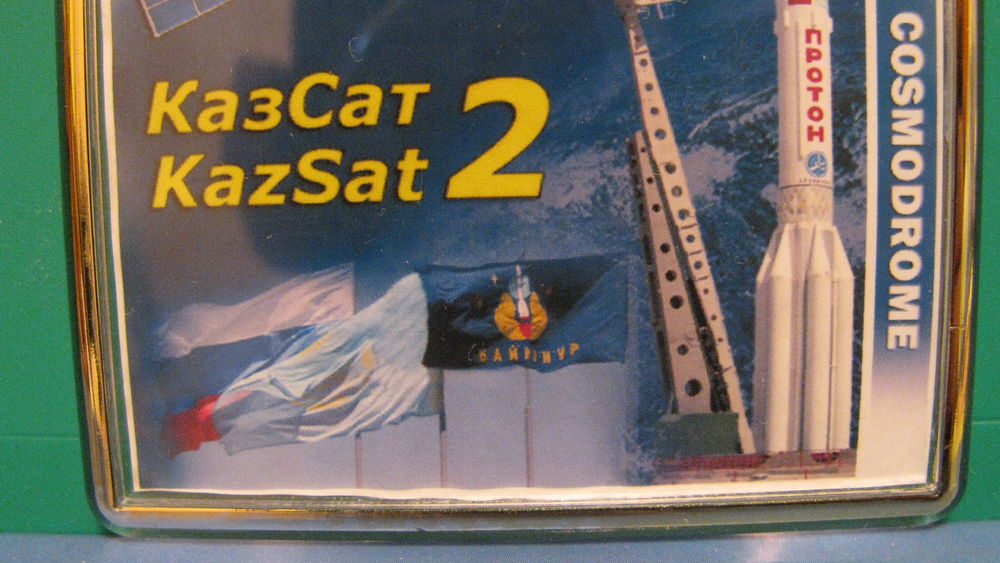 КазСат
KazSat 2
БАЙКОНУР
ПРОТОН
COSMODROME